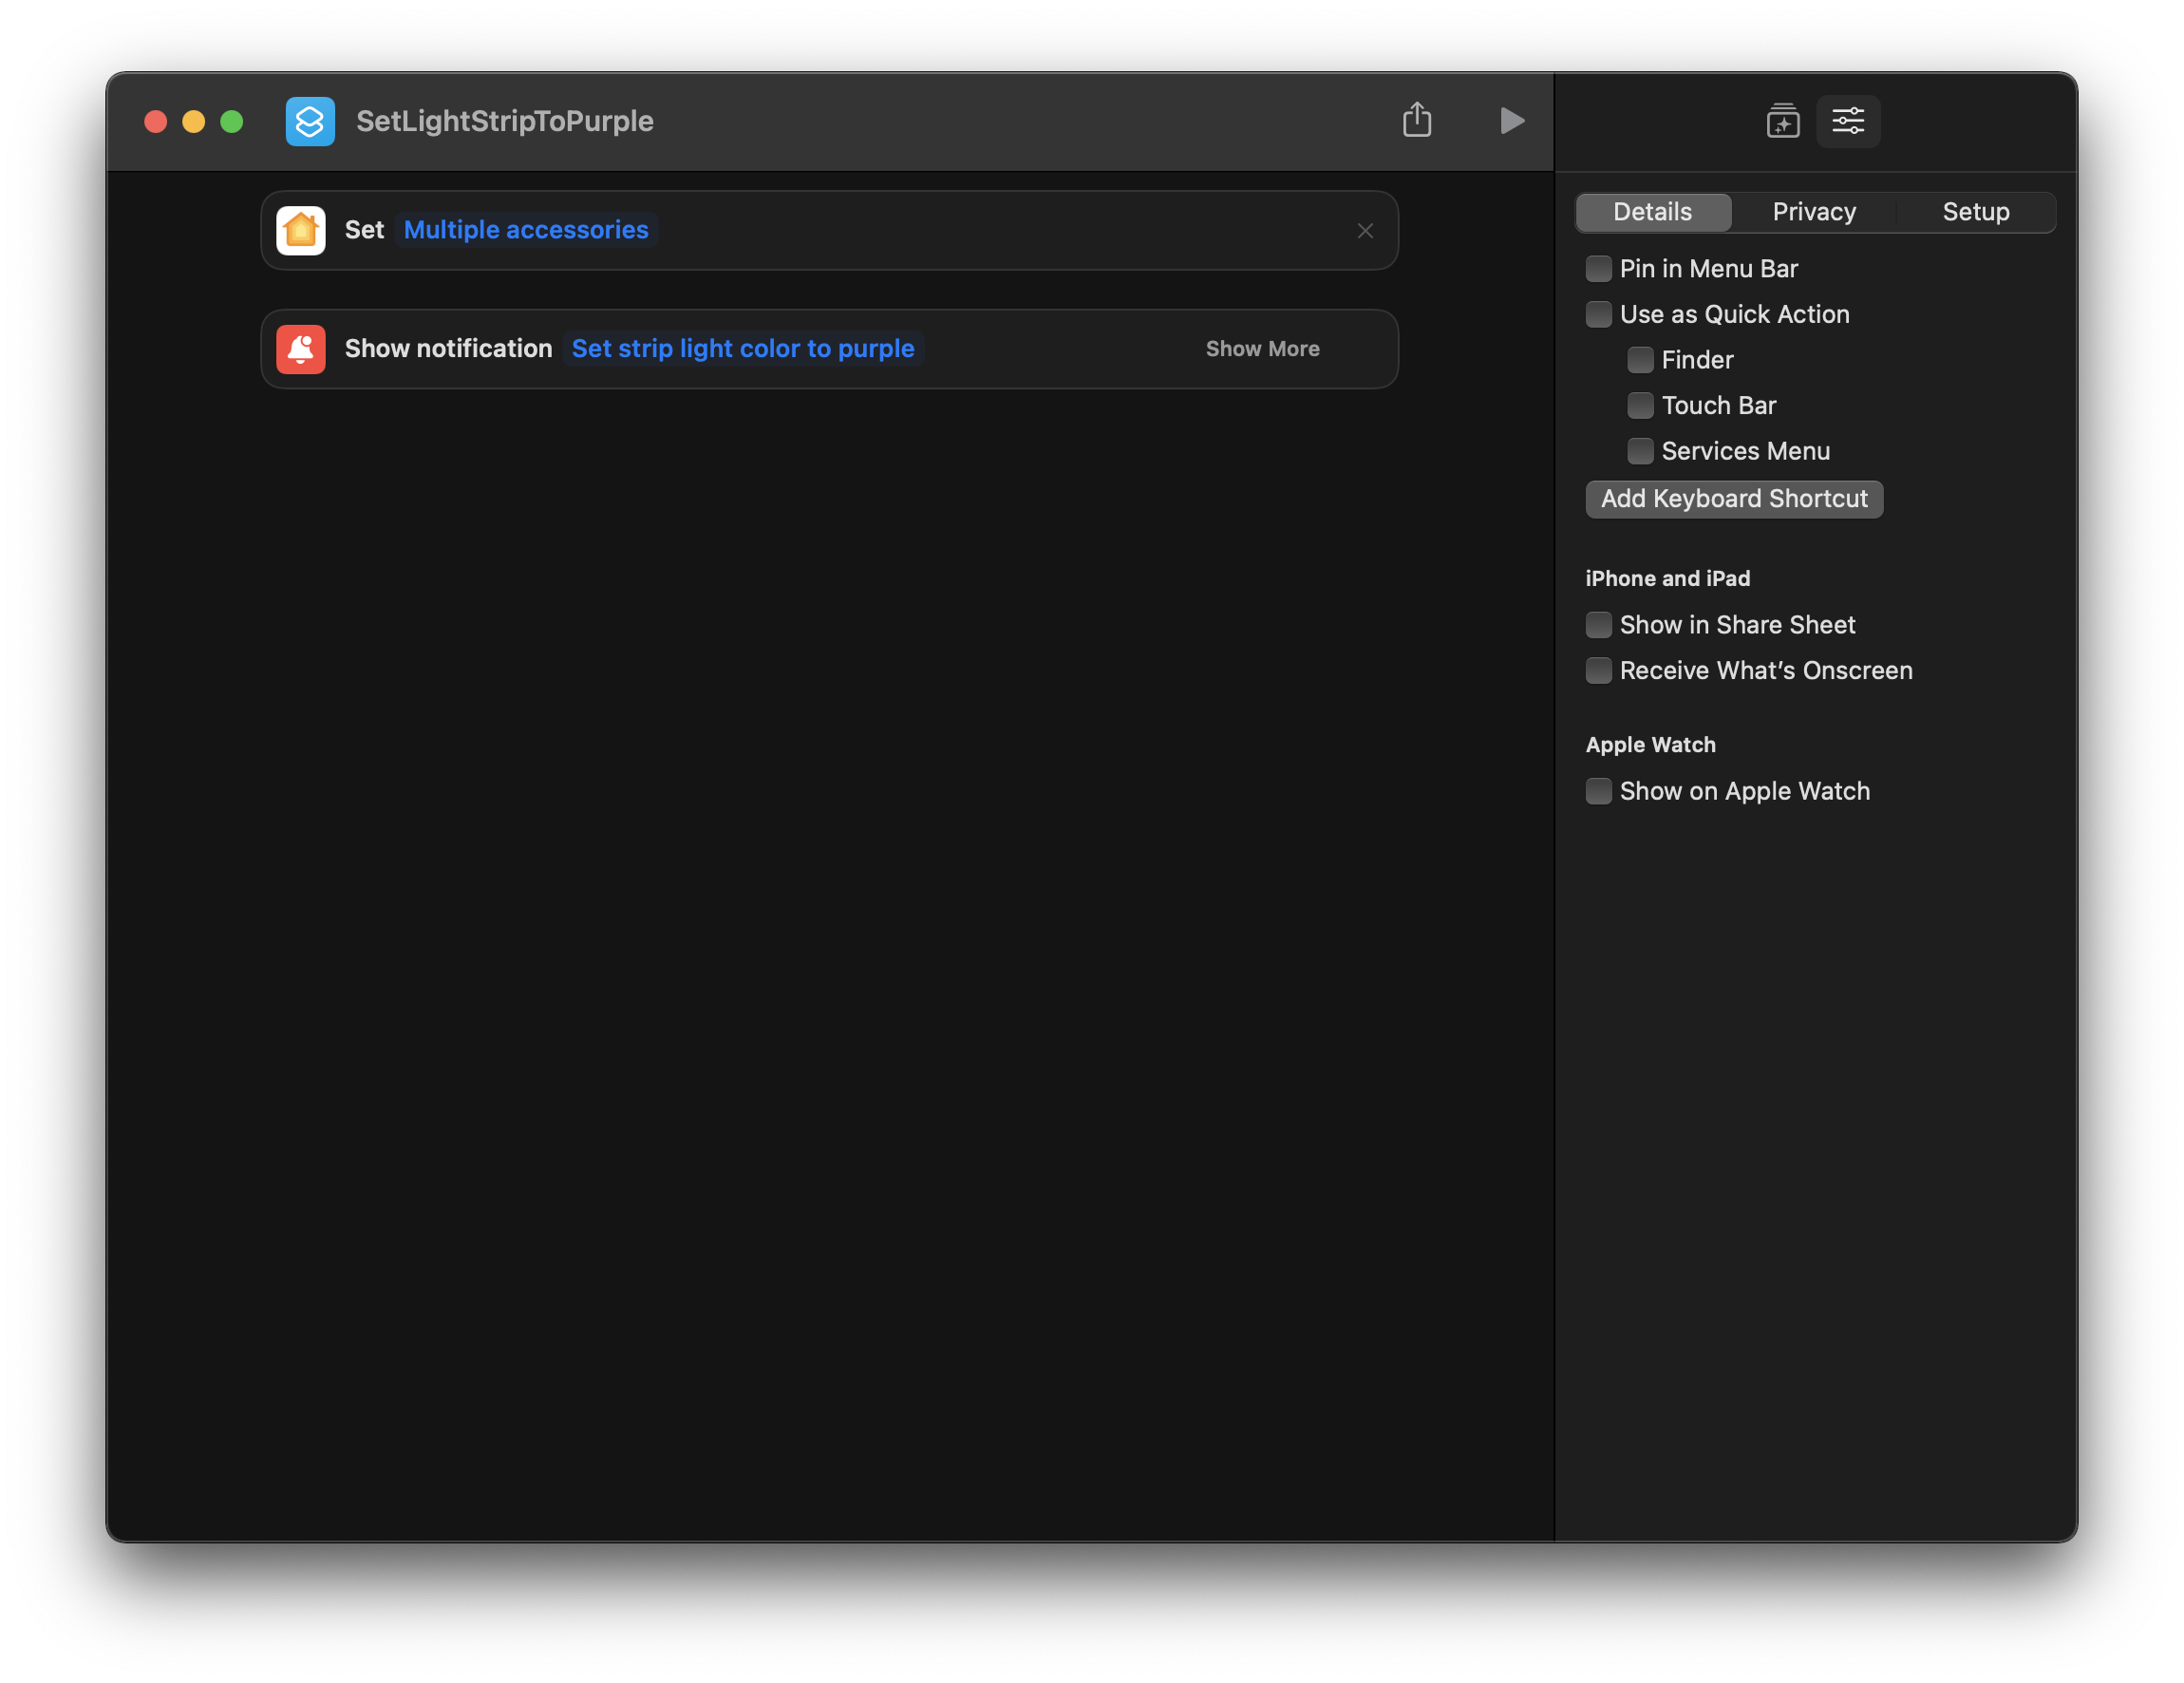 SetLightStripToPurple
Set Multiple accessories
Show notification Set strip light color to purple Show More
Details Privacy Setup
Pin in Menu Bar
Use as Quick Action
Finder
Touch Bar
Services Menu
Add Keyboard Shortcut
iPhone and iPad
Show in Share Sheet
Receive What’s Onscreen
Apple Watch
Show on Apple Watch